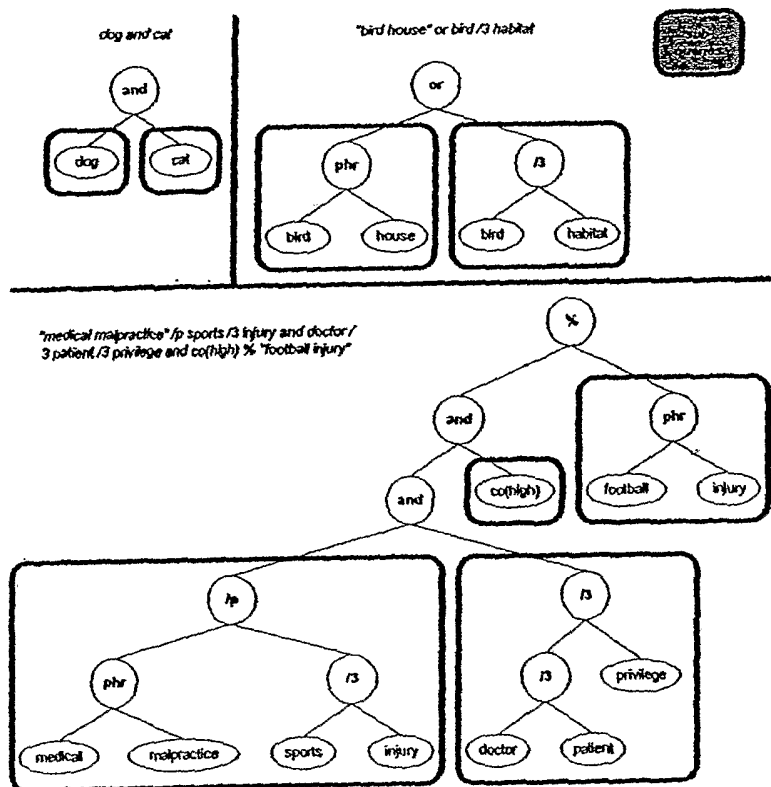 dog and cat
and
dog cat
"bird house" or bird /3 habitat
or
phr /3
bird house bird habitat
"medical malpractice" /p sports /3 injury and doctor /
3 patient /3 privilege and co(high) % "football injury"
%
and phr
and co(high) football injury
/p /3
phr /3 /3 privilege
medical malpractice sports injury doctor patient